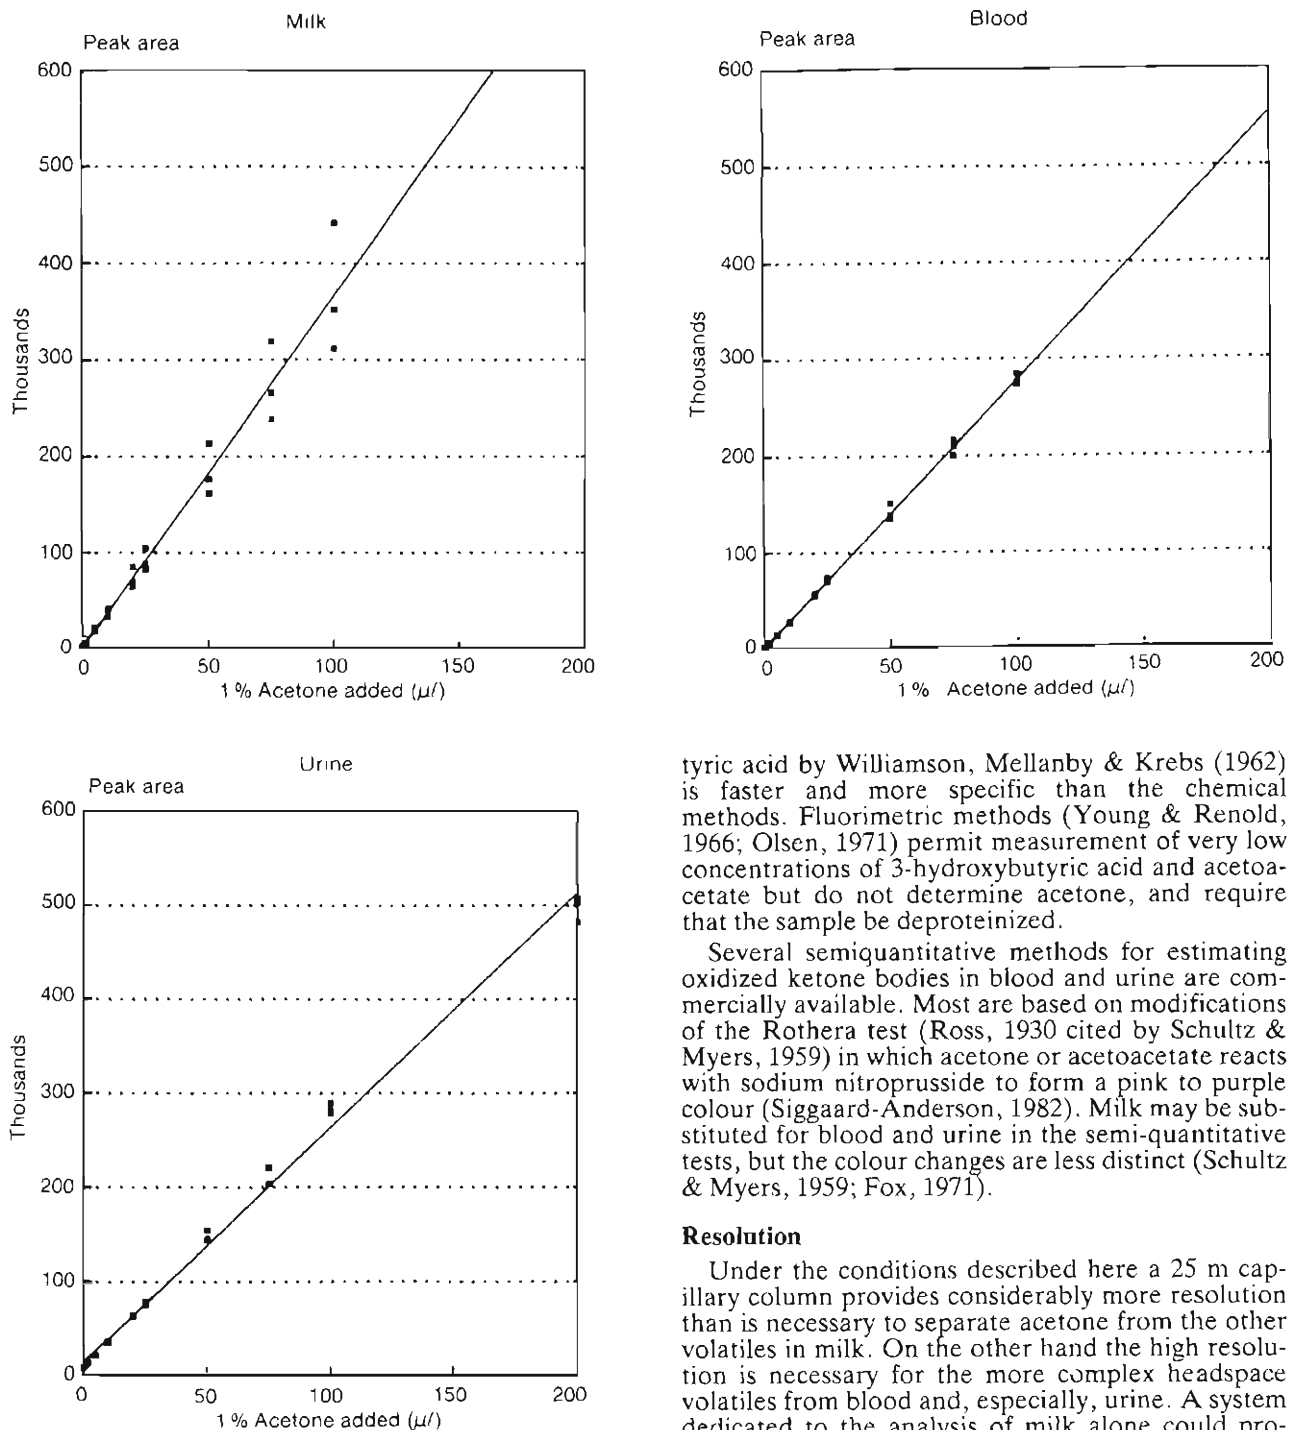 Milk
Peak area
600
500
400
300
200
100
0
Thousands
0 50 100 150 200
1 % Acetone added (µl)
Blood
Peak area
600
500
400
300
200
100
0
Thousands
0 50 100 150 200
1 % Acetone added (µl)
Urine
Peak area
600
500
400
300
200
100
0
Thousands
0 50 100 150 200
1 % Acetone added (µl)
tyric acid by Williamson, Mellanby & Krebs (1962)
is faster and more specific than the chemical
methods. Fluorimetric methods (Young & Renold,
1966; Olsen, 1971) permit measurement of very low
concentrations of 3-hydroxybutyric acid and acetoa-
cetate but do not determine acetone, and require
that the sample be deproteinized.
Several semiquantitative methods for estimating
oxidized ketone bodies in blood and urine are com-
mercially available. Most are based on modifications
of the Rothera test (Ross, 1930 cited by Schultz &
Myers, 1959) in which acetone or acetoacetate reacts
with sodium nitroprusside to form a pink to purple
colour (Siggaard-Anderson, 1982). Milk may be sub-
stituted for blood and urine in the semi-quantitative
tests, but the colour changes are less distinct (Schultz
& Myers, 1959; Fox, 1971).
Resolution
Under the conditions described here a 25 m cap-
illary column provides considerably more resolution
than is necessary to separate acetone from the other
volatiles in milk. On the other hand the high resolu-
tion is necessary for the more complex headspace
volatiles from blood and, especially, urine. A system
dedicated to the analysis of milk alone could pro-